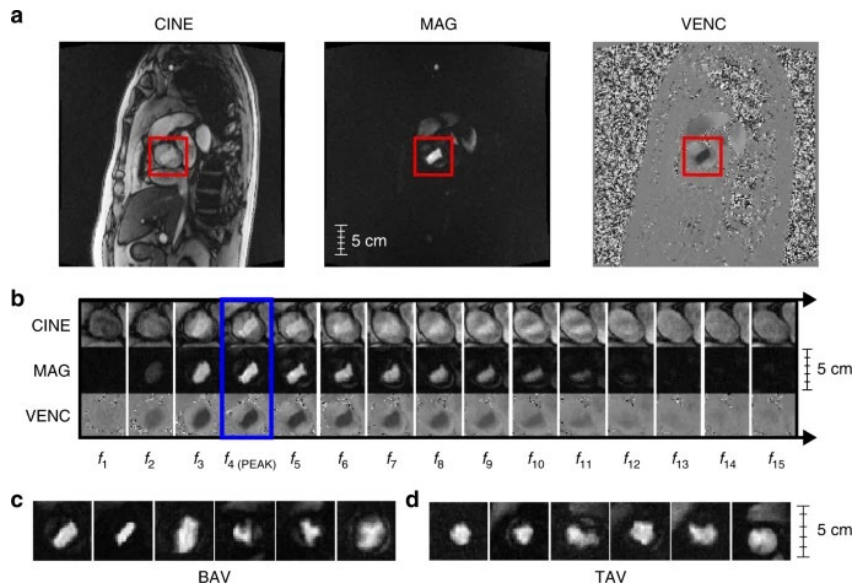 a
CINE MAG VENC
5 cm
b
CINE
MAG
5 cm
VENC
f1 f2 f3 f4 (PEAK) f5 f6 f7 f8 f9 f10 f11 f12 f13 f14 f15
c d
5 cm
BAV TAV